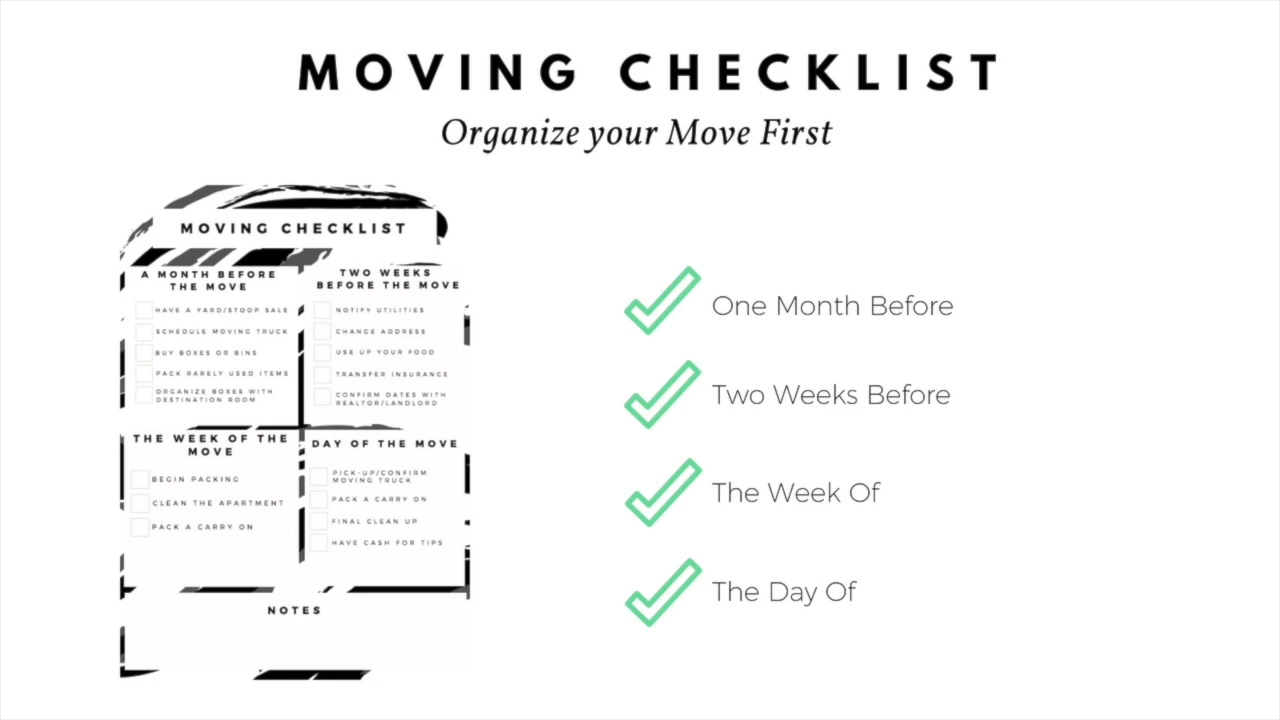 MOVING CHECKLIST
Organize your Move First
MOVING CHECKLIST
A MONTH BEFORE
THE MOVE
HAVE A YARD/STOOP SALE
SCHEDULE MOVING TRUCK
BUY BOXES OR BINS
PACK RARELY USED ITEMS
ORGANIZE BOXES WITH
DESTINATION ROOM
TWO WEEKS
BEFORE THE MOVE
NOTIFY UTILITIES
CHANGE ADDRESS
USE UP YOUR FOOD
TRANSFER INSURANCE
CONFIRM DATES WITH
REALTOR/LANDLORD
THE WEEK OF THE
MOVE
BEGIN PACKING
CLEAN THE APARTMENT
PACK A CARRY ON
DAY OF THE MOVE
PICK-UP/CONFIRM
MOVING TRUCK
PACK A CARRY ON
FINAL CLEAN UP
HAVE CASH FOR TIPS
NOTES
One Month Before
Two Weeks Before
The Week Of
The Day Of